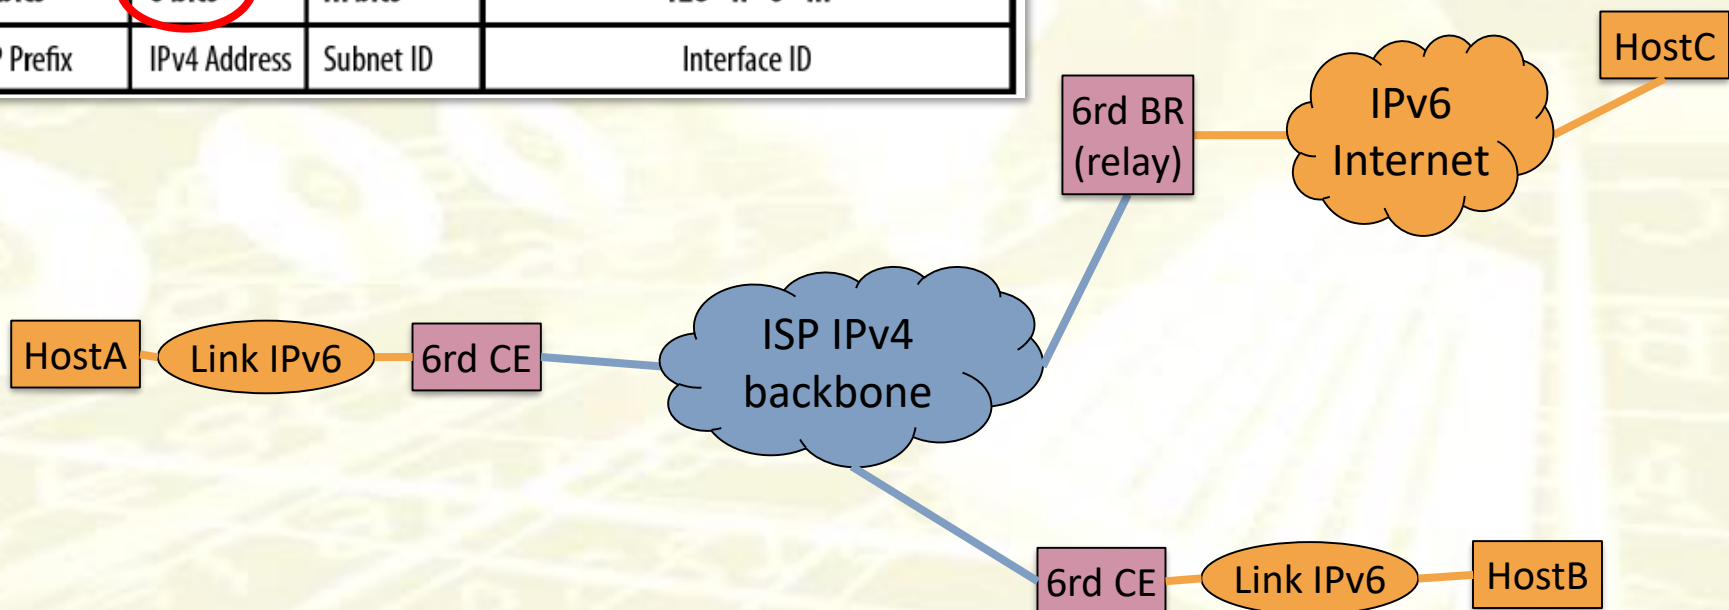 IPv4 Address Subnet ID Interface ID
Prefix
HostC
6rd BR
(relay)
IPv6
Internet
HostA
Link IPv6
6rd CE
ISP IPv4
backbone
6rd CE
Link IPv6
HostB